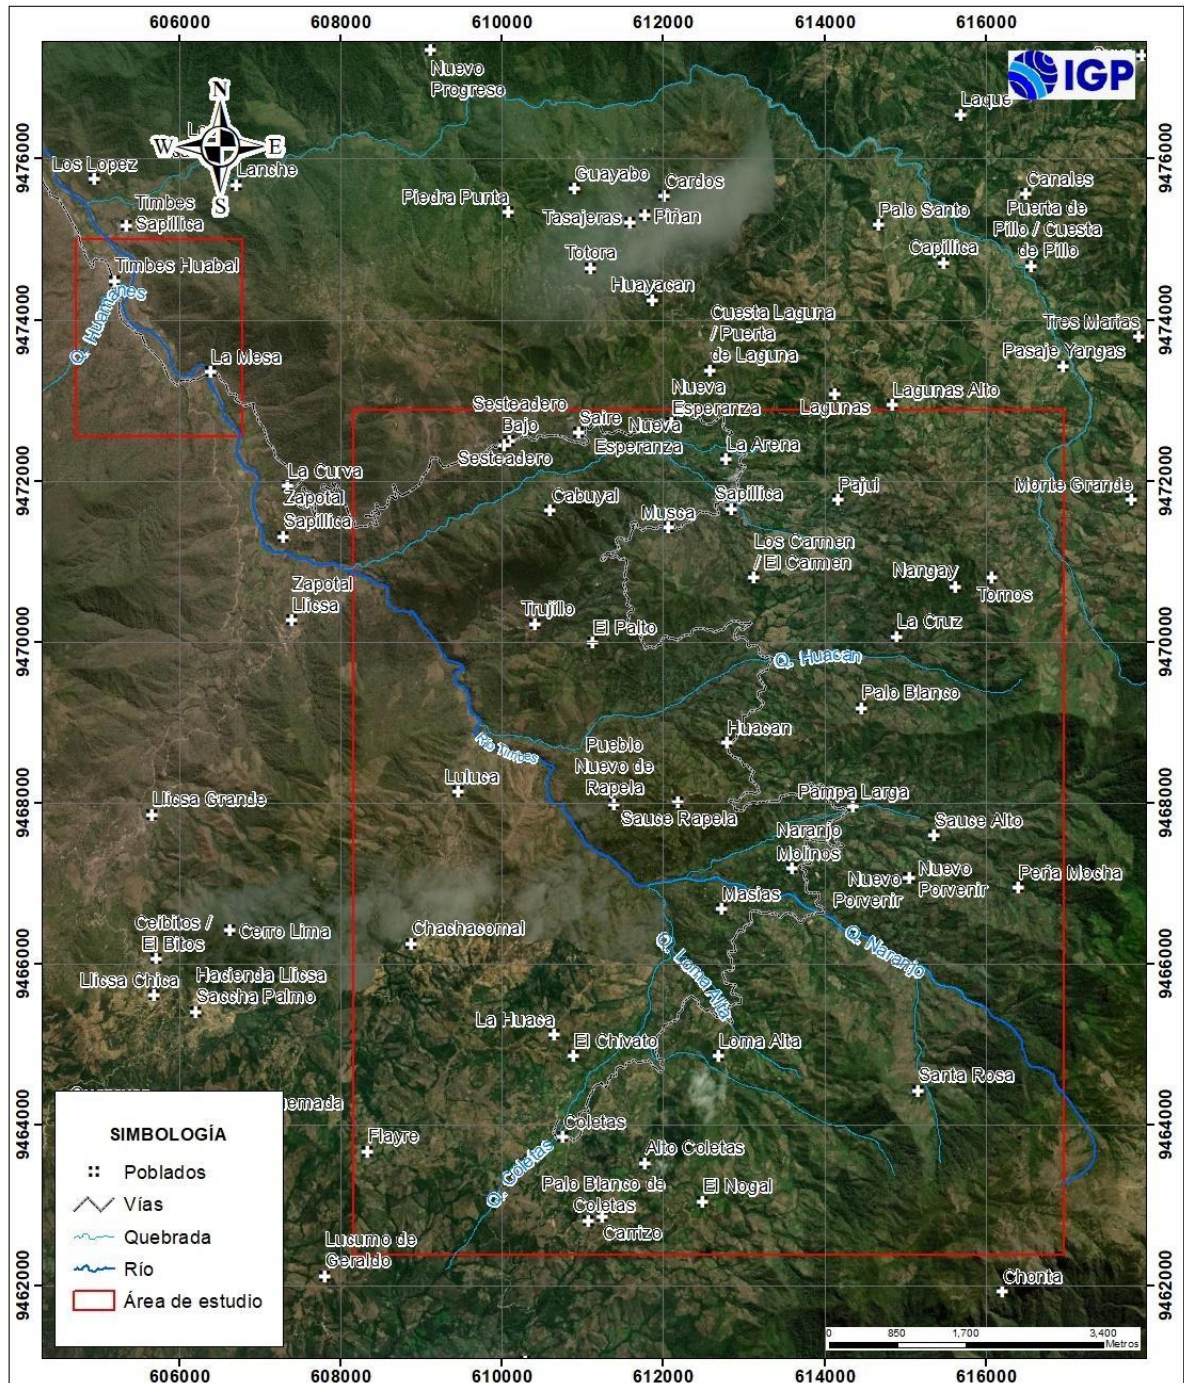 606000
608000
610000
612000
614000
616000
IGP
N
W
E
S
Nuevo
Progreso
Laque
9476000
9476000
Los Lopez
Lanche
Timbes
Sapillica
Piedra Punta
Guayabo
Cardos
Tasajeras
Piñan
Palo Santo
Canales
Puerta de
Pillo / Cuesta
de Pillo
Capillica
Totora
Huayacan
Timbes Huabal
Q. Huamanes
9474000
9474000
Cuesta Laguna
/ Puerta
de Laguna
Tres Marias
Pasaje Yangas
La Mesa
Nueva
Esperanza
Lagunas
Lagunas Alto
Sesteadero
Bajo
Sesteadero
Saire
Nueva
Esperanza
La Arena
9472000
9472000
La Curva
Zapotal
Sapillica
Cabuyal
Musca
Sapillica
Pajul
Monte Grande
Los Carmen
/ El Carmen
Nangay
Tornos
Zapotal
Llicsa
Trujillo
El Palto
La Cruz
9470000
9470000
Q. Huacan
Palo Blanco
Huacan
Río Timbes
Pueblo
Nuevo de
Rapela
Luluca
Llicsa Grande
9468000
9468000
Sauce Rapela
Pampa Larga
Sauce Alto
Naranjo
Molinos
Nuevo
Porvenir
Nuevo
Porvenir
Peña Mocha
Masias
Ceibitos /
El Bitos
Cerro Lima
Chachacomal
Q. Naranjo
9466000
9466000
Llicsa Chica
Hacienda Llicsa
Saccha Palmo
Q. Loma Alta
La Huaca
El Chivato
Loma Alta
Santa Rosa
9464000
9464000
Flayre
Coletas
Q. Coletas
Alto Coletas
Palo Blanco de
Coletas
Carrizo
El Nogal
Lucumo de
Geraldo
9462000
9462000
Chonta
SIMBOLOGÍA
Poblados
Vías
Quebrada
Río
Área de estudio
0
850
1,700
3,400
Metros
606000
608000
610000
612000
614000
616000